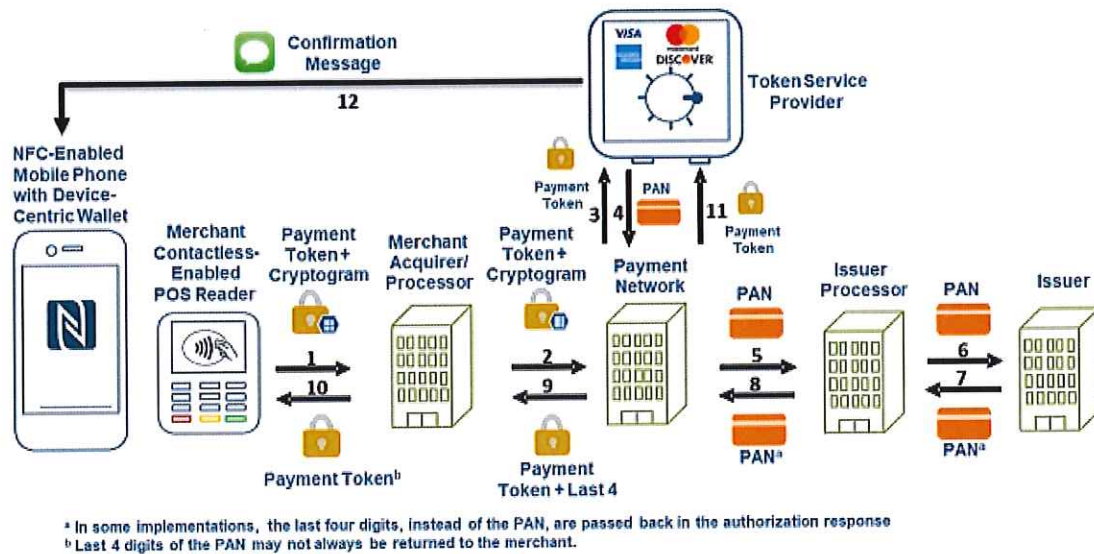 Confirmation
Message
12
VISA
mastercard
AMERICAN EXPRESS
DISCOVER
Token Service
Provider
NFC-Enabled
Mobile Phone
with Device-
Centric Wallet
Payment
Token
3
4
PAN
11
Payment
Token
Merchant
Contactless-
Enabled
POS Reader
Payment
Token +
Cryptogram
Merchant
Acquirer/
Processor
Payment
Token +
Cryptogram
Payment
Network
PAN
Issuer
Processor
PAN
Issuer
1
10
2
9
5
8
6
7
Payment Tokenᵇ
Payment
Token + Last 4
PANᵃ
PANᵃ
ᵃ In some implementations, the last four digits, instead of the PAN, are passed back in the authorization response
ᵇ Last 4 digits of the PAN may not always be returned to the merchant.